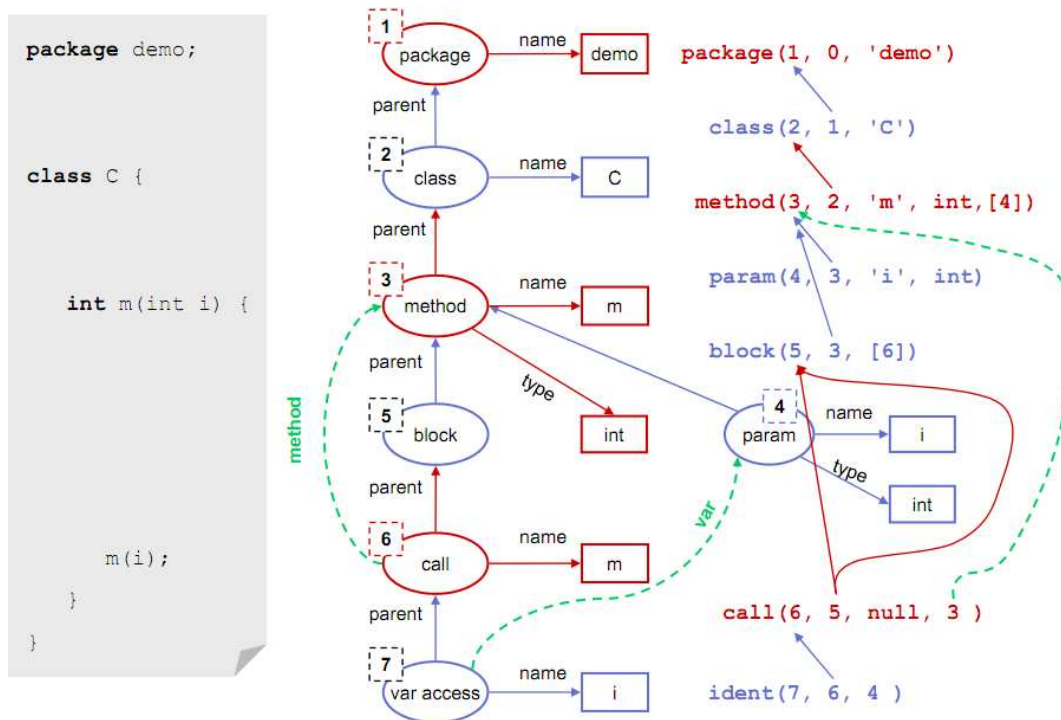 package demo;
class C {
int m(int i) {
m(i);
}
}
1
package
name
demo
parent
2
class
name
C
parent
3
method
name
m
type
int
parent
5
block
parent
6
call
name
m
parent
7
var access
name
i
method
var
4
param
name
i
type
int
package(1, 0, 'demo')
class(2, 1, 'C')
method(3, 2, 'm', int,[4])
param(4, 3, 'i', int)
block(5, 3, [6])
call(6, 5, null, 3 )
ident(7, 6, 4 )